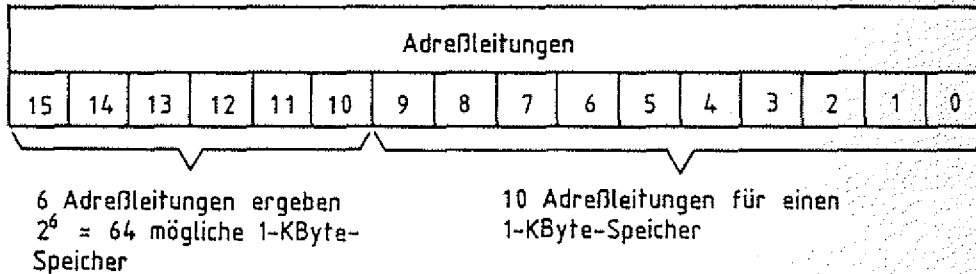 Adreßleitungen
15 14 13 12 11 10 9 8 7 6 5 4 3 2 1 0
6 Adreßleitungen ergeben
2⁶ = 64 mögliche 1-KByte-
Speicher
10 Adreßleitungen für einen
1-KByte-Speicher